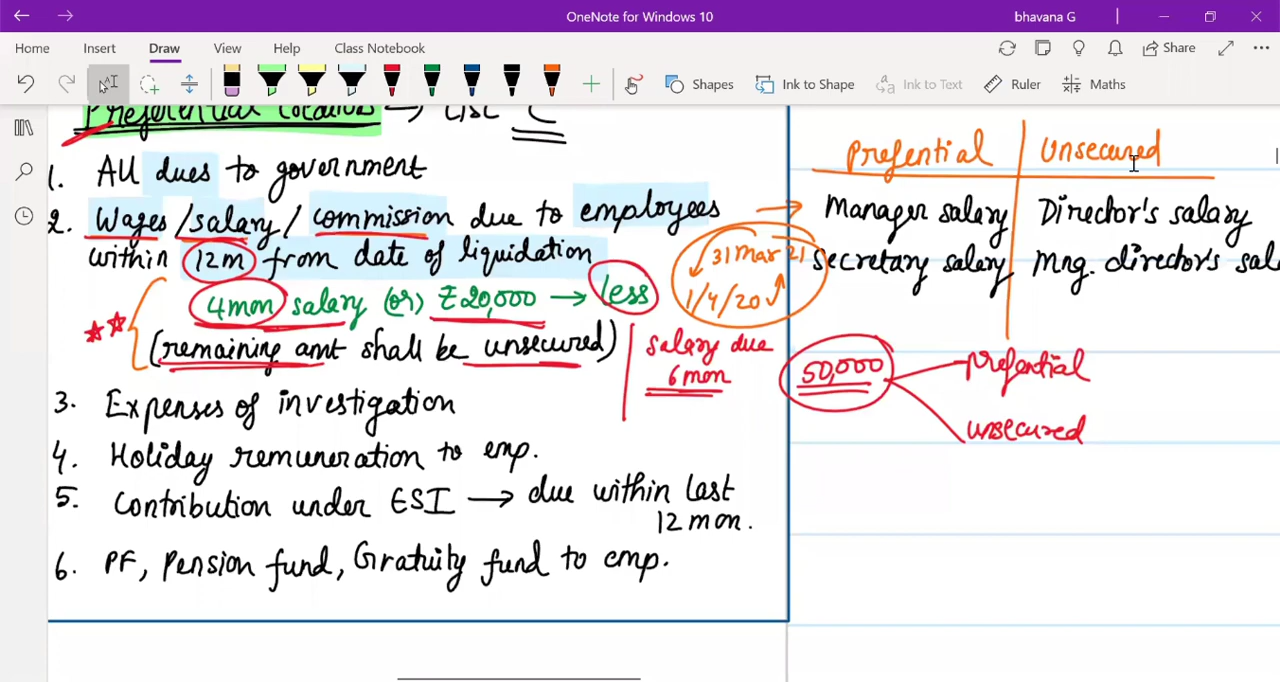 OneNote for Windows 10
bhavana G
Home Insert Draw View Help Class Notebook
Share
Shapes Ink to Shape Ink to Text Ruler Maths
Preferential Creditors → List C
1. All dues to government
2. Wages/salary/commission due to employees
within 12m from date of liquidation
4mon salary (or) ₹20,000 → less
(remaining amt shall be unsecured)
3. Expenses of investigation
4. Holiday remuneration to emp.
5. Contribution under ESI → due within last
12 mon.
6. PF, Pension fund, Gratuity fund to emp.
31 Mar 21
1/4/20
Salary due
6mon
Prefential Unsecured
Manager salary Director's salary
Secretary salary Mng. director's sal
50,000
Prefential
unsecured